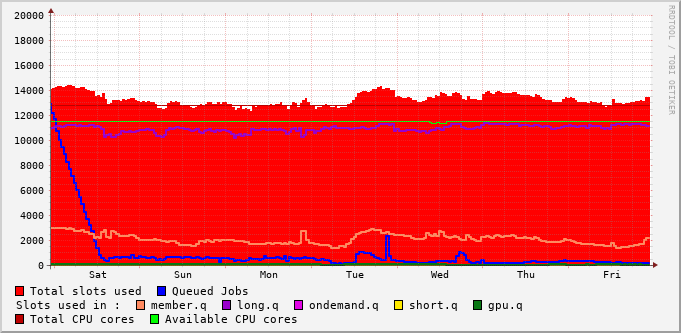 20000
18000
16000
14000
12000
10000
8000
6000
4000
2000
0
Sat Sun Mon Tue Wed Thu Fri
RRDTOOL / TOBI OETIKER
Total slots used Queued Jobs
Slots used in : member.q long.q ondemand.q short.q gpu.q
Total CPU cores Available CPU cores